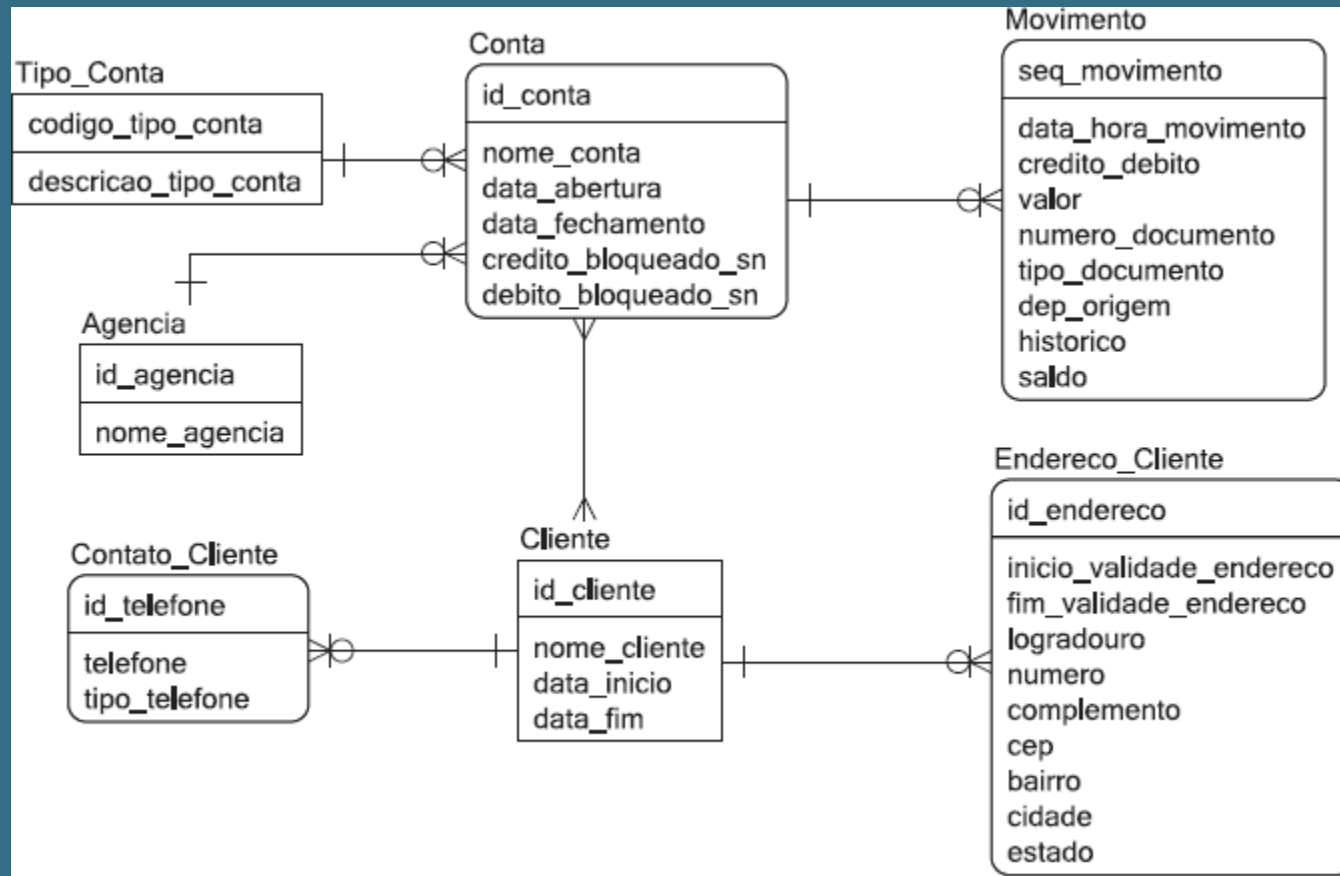 Tipo_Conta
codigo_tipo_conta
descricao_tipo_conta
Conta
id_conta
nome_conta
data_abertura
data_fechamento
credito_bloqueado_sn
debito_bloqueado_sn
Movimento
seq_movimento
data_hora_movimento
credito_debito
valor
numero_documento
tipo_documento
dep_origem
historico
saldo
Agencia
id_agencia
nome_agencia
Contato_Cliente
id_telefone
telefone
tipo_telefone
Cliente
id_cliente
nome_cliente
data_inicio
data_fim
Endereco_Cliente
id_endereco
inicio_validade_endereco
fim_validade_endereco
logradouro
numero
complemento
cep
bairro
cidade
estado